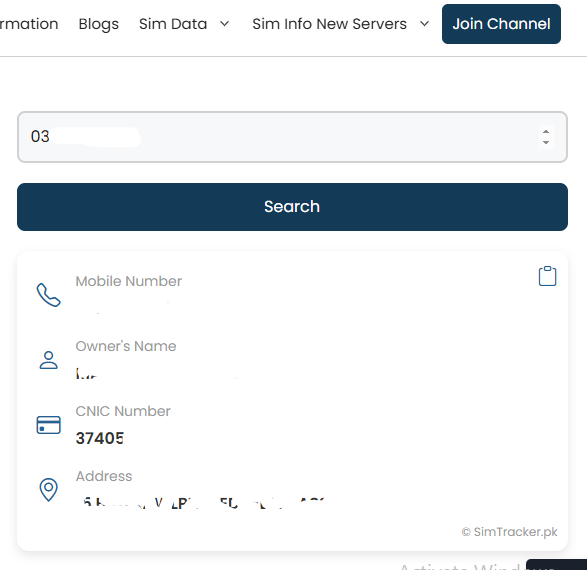 rmation Blogs Sim Data Sim Info New Servers Join Channel
03
Search
Mobile Number
Owner's Name
CNIC Number
37405
Address
© SimTracker.pk